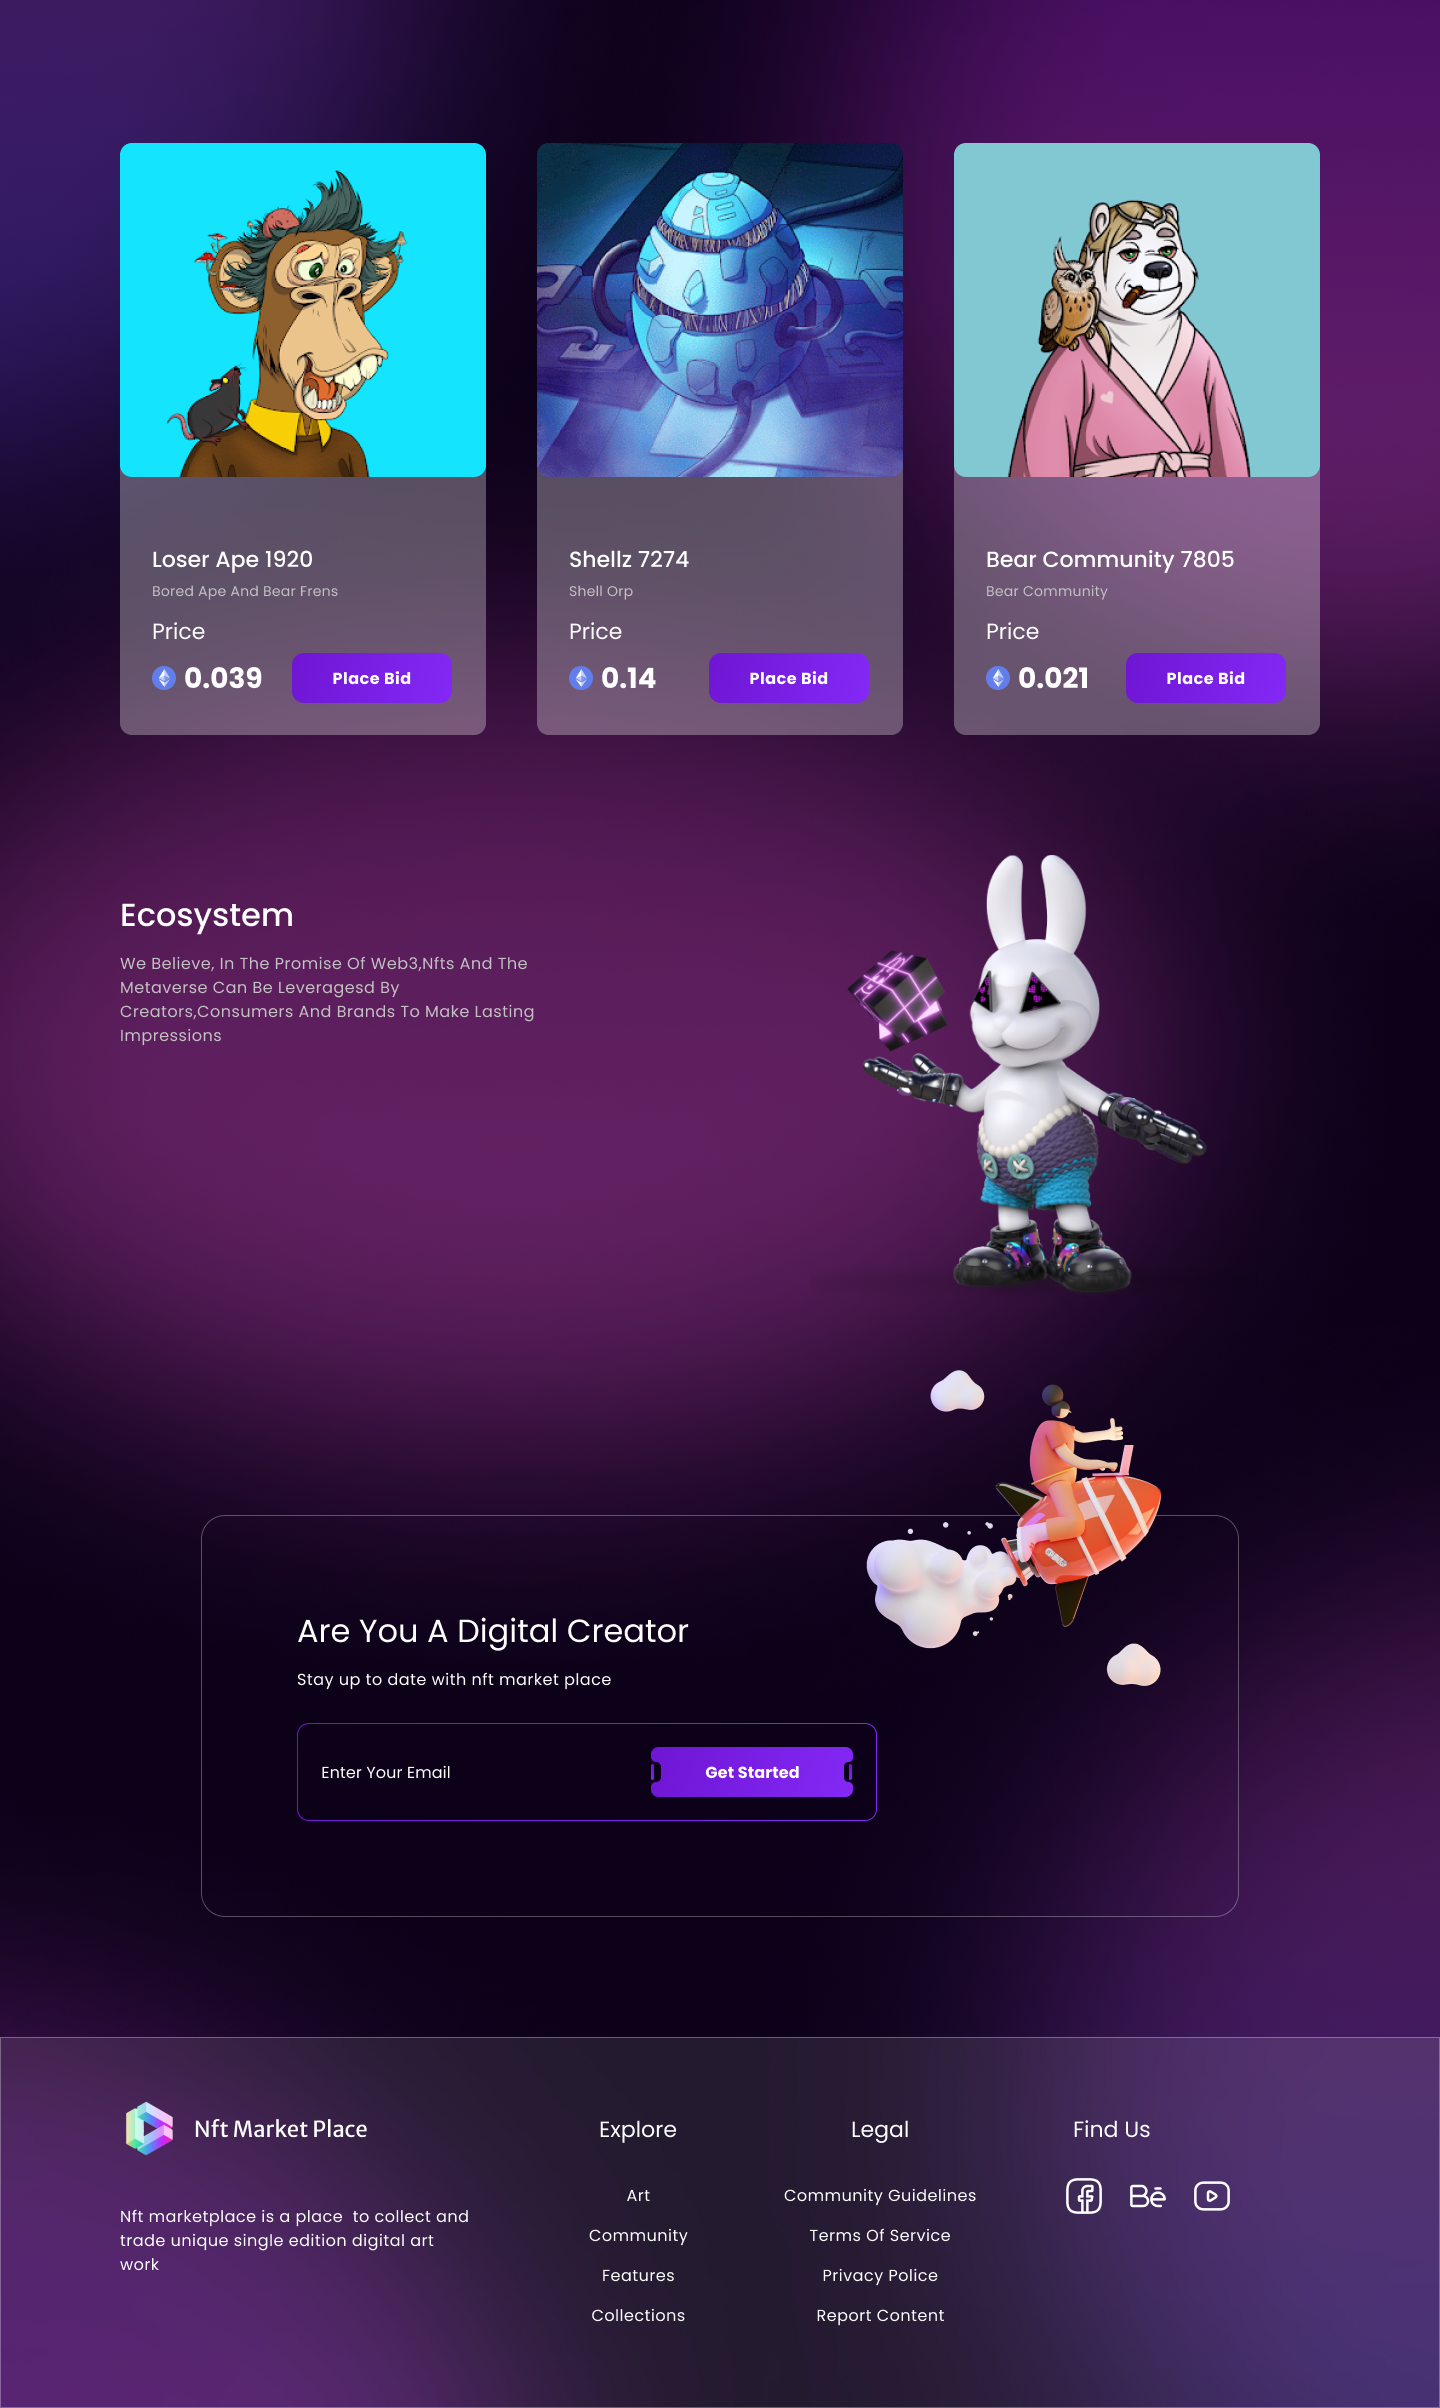 Loser Ape 1920
Bored Ape And Bear Frens
Price
0.039
Place Bid
Shellz 7274
Shell Orp
Price
0.14
Place Bid
Bear Community 7805
Bear Community
Price
0.021
Place Bid
Ecosystem
We Believe, In The Promise Of Web3,Nfts And The
Metaverse Can Be Leveragesd By
Creators,Consumers And Brands To Make Lasting
Impressions
Are You A Digital Creator
Stay up to date with nft market place
Enter Your Email
Get Started
Nft Market Place
Nft marketplace is a place  to collect and
trade unique single edition digital art
work
Explore
Art
Community
Features
Collections
Legal
Community Guidelines
Terms Of Service
Privacy Police
Report Content
Find Us